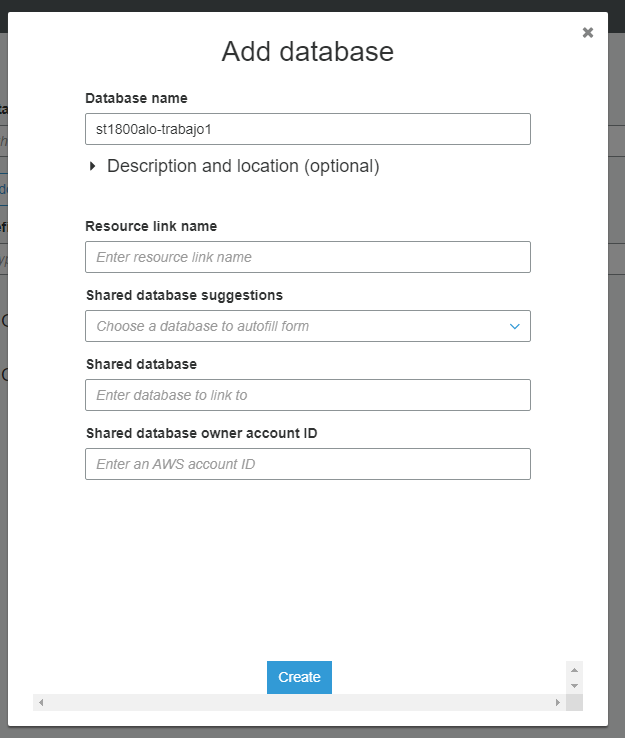 Add database
Database name
st1800alo-trabajo1
Description and location (optional)
Resource link name
Enter resource link name
Shared database suggestions
Choose a database to autofill form
Shared database
Enter database to link to
Shared database owner account ID
Enter an AWS account ID
Create